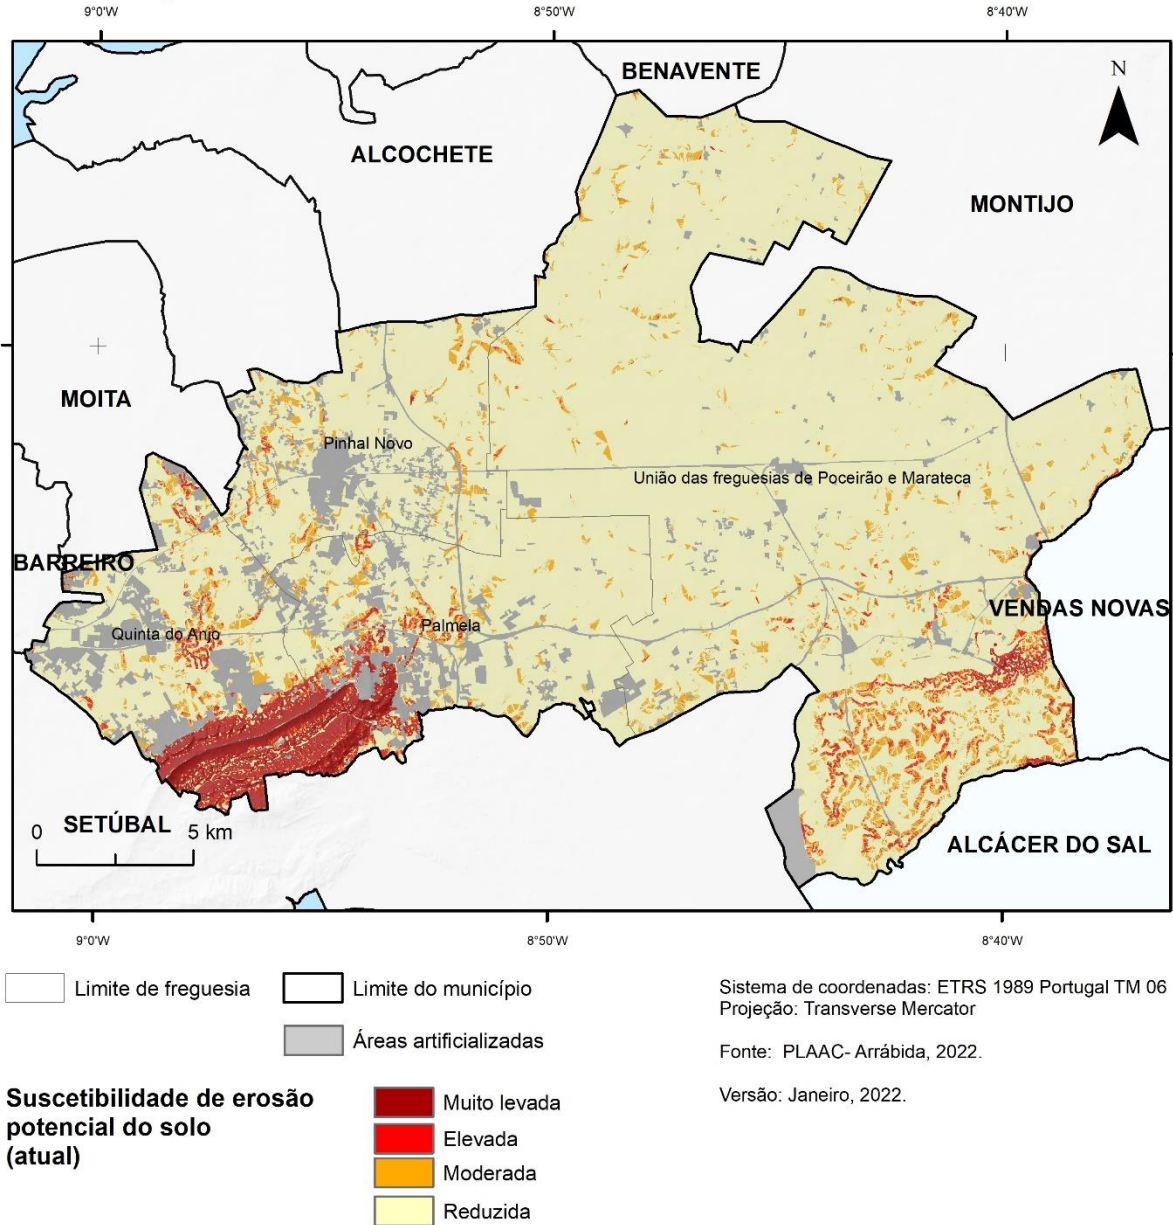 9°0'W 8°50'W 8°40'W
BENAVENTE
N
ALCOCHETE
MONTIJO
MOITA
Pinhal Novo
União das freguesias de Poceirão e Marateca
BARREIRO
VENDAS NOVAS
Quinta do Anjo
Palmela
SETÚBAL
0 5 km
ALCÁCER DO SAL
9°0'W 8°50'W 8°40'W
Limite de freguesia
Limite do município
Áreas artificializadas
Sistema de coordenadas: ETRS 1989 Portugal TM 06
Projeção: Transverse Mercator
Fonte: PLAAC- Arrábida, 2022.
Versão: Janeiro, 2022.
Suscetibilidade de erosão
potencial do solo
(atual)
Muito levada
Elevada
Moderada
Reduzida